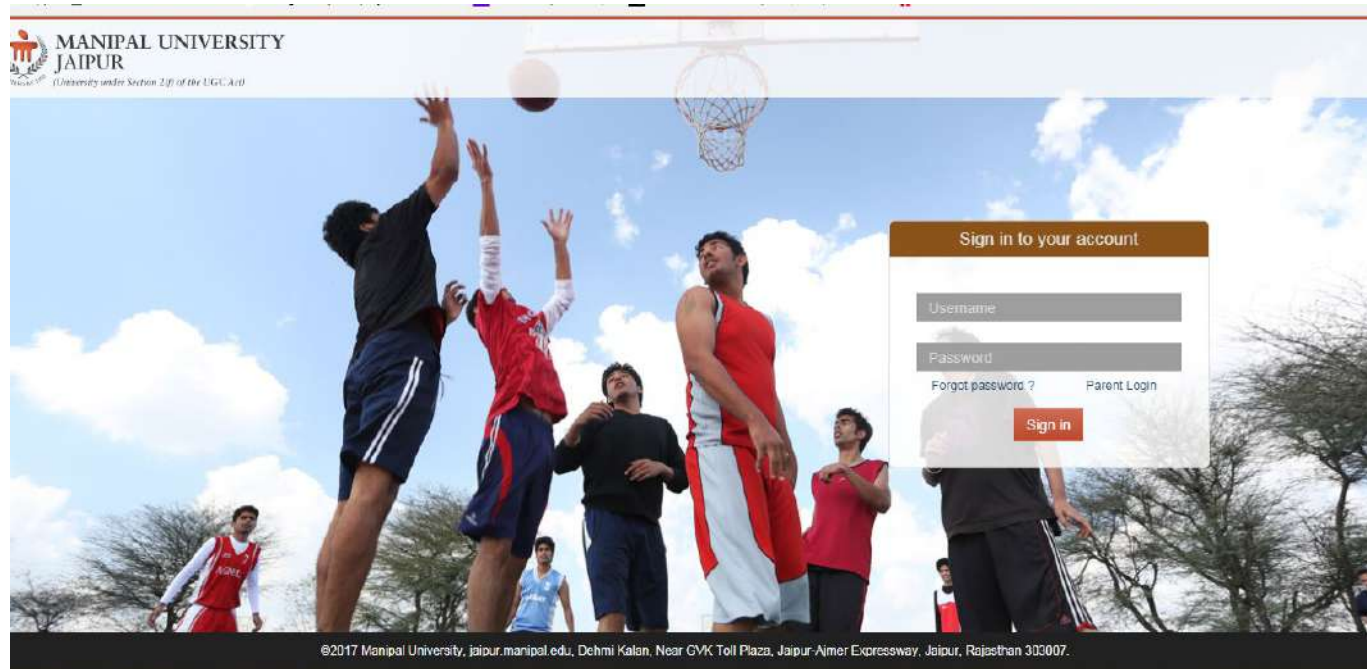 MANIPAL UNIVERSITY
JAIPUR
(University under Section 2(f) of the UGC Act)
Sign in to your account
Username
Password
Forgot password ? Parent Login
Sign in
©2017 Manipal University, jaipur.manipal.edu, Dehmi Kalan, Near GVK Toll Plaza, Jaipur-Ajmer Expressway, Jaipur, Rajasthan 303007.